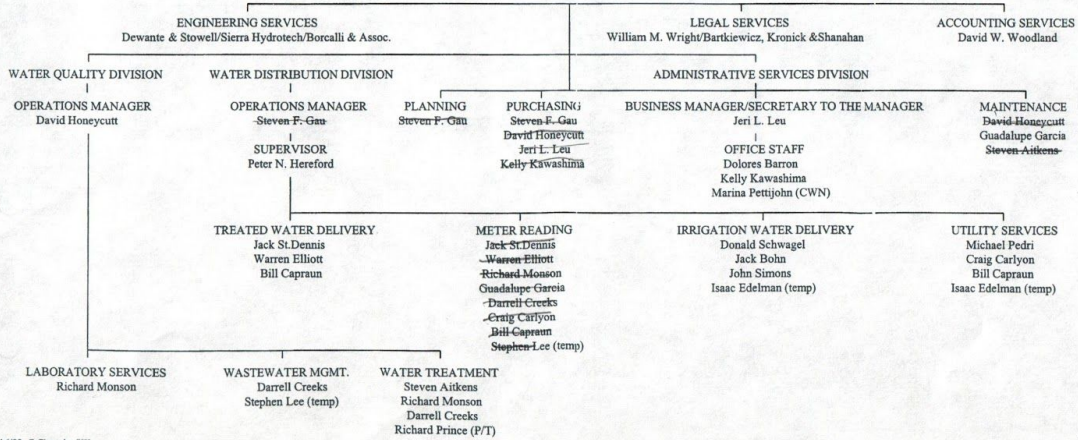 ENGINEERING SERVICES
Dewante & Stowell/Sierra Hydrotech/Borcalli & Assoc.
LEGAL SERVICES
William M. Wright/Bartkiewicz, Kronick &Shanahan
ACCOUNTING SERVICES
David W. Woodland
WATER QUALITY DIVISION
WATER DISTRIBUTION DIVISION
ADMINISTRATIVE SERVICES DIVISION
OPERATIONS MANAGER
David Honeycutt
OPERATIONS MANAGER
Steven F. Gau
SUPERVISOR
Peter N. Hereford
PLANNING
Steven F. Gau
PURCHASING
Steven F. Gau
David Honeycutt
Jeri L. Leu
Kelly Kawashima
BUSINESS MANAGER/SECRETARY TO THE MANAGER
Jeri L. Leu
OFFICE STAFF
Dolores Barron
Kelly Kawashima
Marina Pettijohn (CWN)
MAINTENANCE
David Honeycutt
Guadalupe Garcia
Steven Aitkens
TREATED WATER DELIVERY
Jack St.Dennis
Warren Elliott
Bill Capraun
METER READING
Jack St.Dennis
Warren Elliott
Richard Monson
Guadalupe Garcia
Darrell Creeks
Craig Carlyon
Bill Capraun
Stephen Lee (temp)
IRRIGATION WATER DELIVERY
Donald Schwagel
Jack Bohn
John Simons
Isaac Edelman (temp)
UTILITY SERVICES
Michael Pedri
Craig Carlyon
Bill Capraun
Isaac Edelman (temp)
LABORATORY SERVICES
Richard Monson
WASTEWATER MGMT.
Darrell Creeks
Stephen Lee (temp)
WATER TREATMENT
Steven Aitkens
Richard Monson
Darrell Creeks
Richard Prince (P/T)